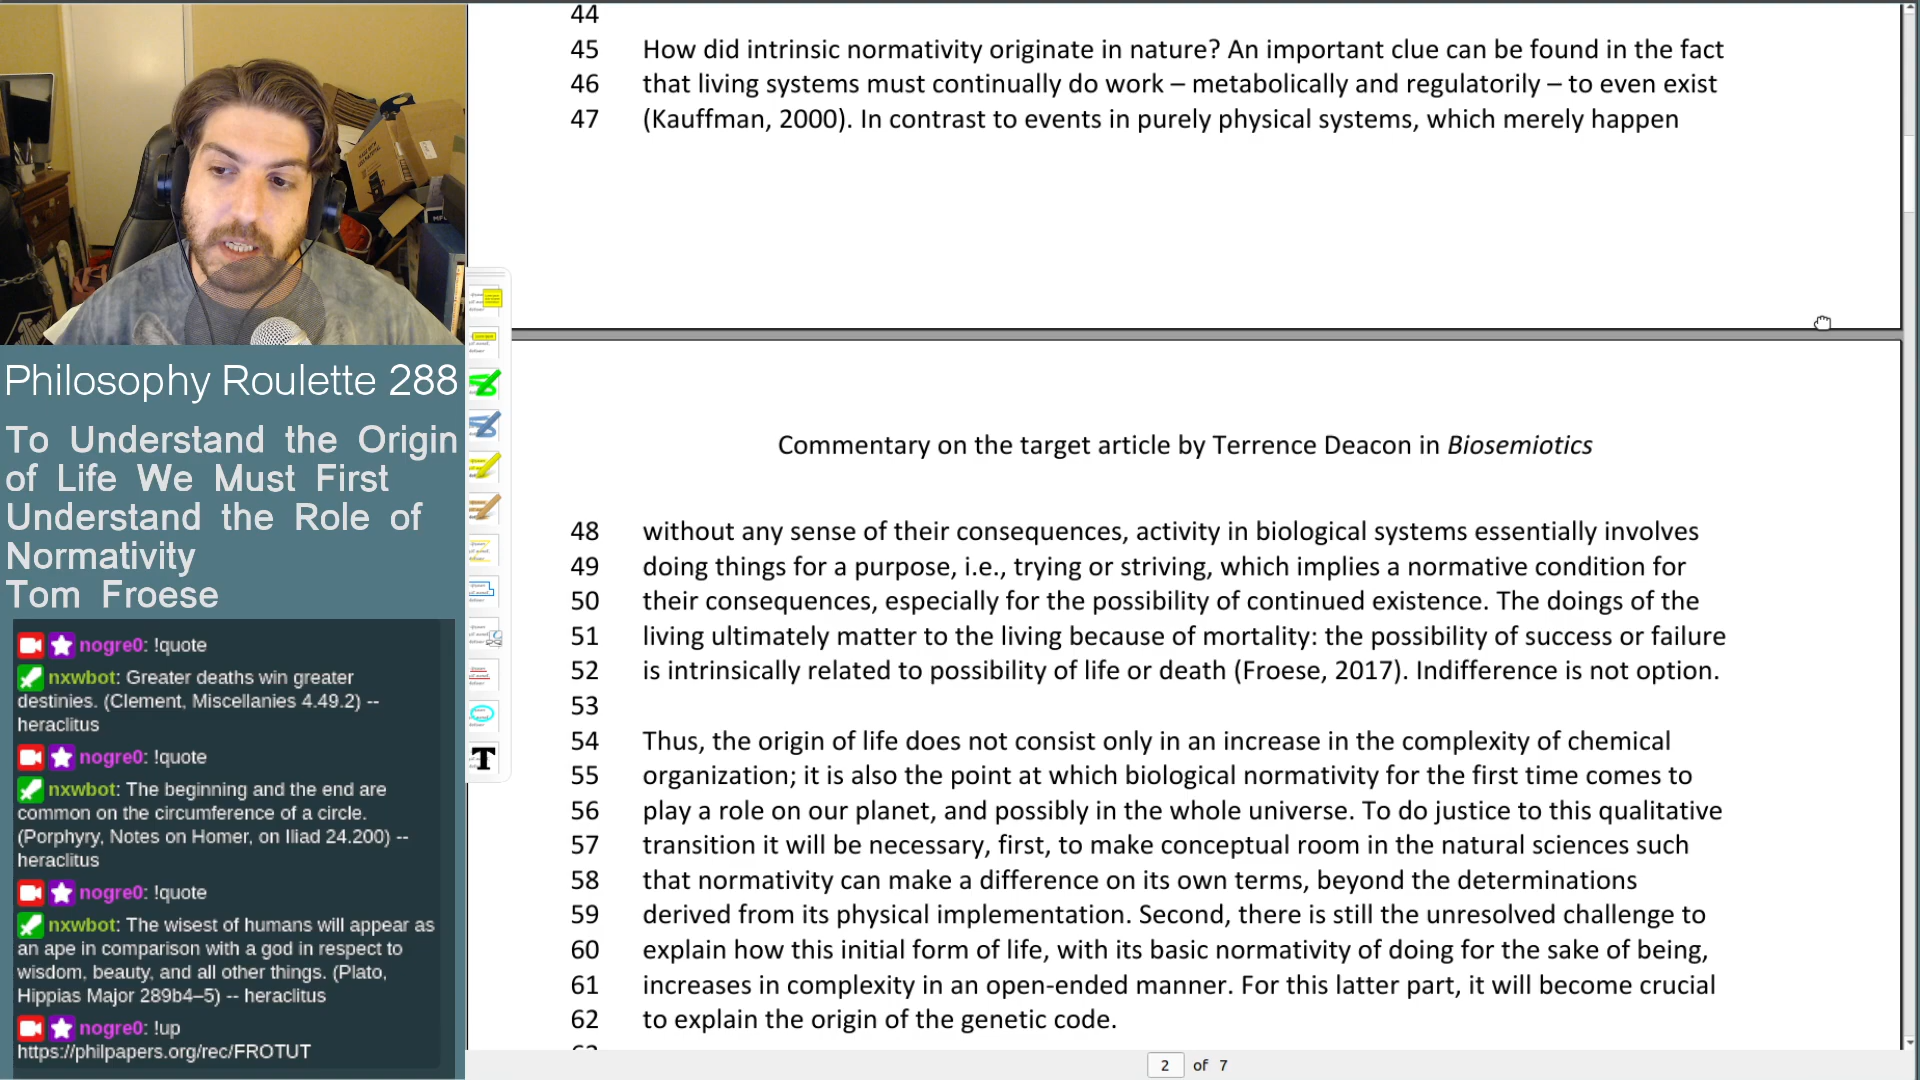 44
45 How did intrinsic normativity originate in nature? An important clue can be found in the fact
46 that living systems must continually do work – metabolically and regulatorily – to even exist
47 (Kauffman, 2000). In contrast to events in purely physical systems, which merely happen
Commentary on the target article by Terrence Deacon in Biosemiotics
48 without any sense of their consequences, activity in biological systems essentially involves
49 doing things for a purpose, i.e., trying or striving, which implies a normative condition for
50 their consequences, especially for the possibility of continued existence. The doings of the
51 living ultimately matter to the living because of mortality: the possibility of success or failure
52 is intrinsically related to possibility of life or death (Froese, 2017). Indifference is not option.
53
54 Thus, the origin of life does not consist only in an increase in the complexity of chemical
55 organization; it is also the point at which biological normativity for the first time comes to
56 play a role on our planet, and possibly in the whole universe. To do justice to this qualitative
57 transition it will be necessary, first, to make conceptual room in the natural sciences such
58 that normativity can make a difference on its own terms, beyond the determinations
59 derived from its physical implementation. Second, there is still the unresolved challenge to
60 explain how this initial form of life, with its basic normativity of doing for the sake of being,
61 increases in complexity in an open-ended manner. For this latter part, it will become crucial
62 to explain the origin of the genetic code.
2 of 7
T
Philosophy Roulette 288
To Understand the Origin
of Life We Must First
Understand the Role of
Normativity
Tom Froese
nogre0: !quote
nxwbot: Greater deaths win greater
destinies. (Clement, Miscellanies 4.49.2) --
heraclitus
nogre0: !quote
nxwbot: The beginning and the end are
common on the circumference of a circle.
(Porphyry, Notes on Homer, on Iliad 24.200) --
heraclitus
nogre0: !quote
nxwbot: The wisest of humans will appear as
an ape in comparison with a god in respect to
wisdom, beauty, and all other things. (Plato,
Hippias Major 289b4–5) -- heraclitus
nogre0: !up
https://philpapers.org/rec/FROTUT